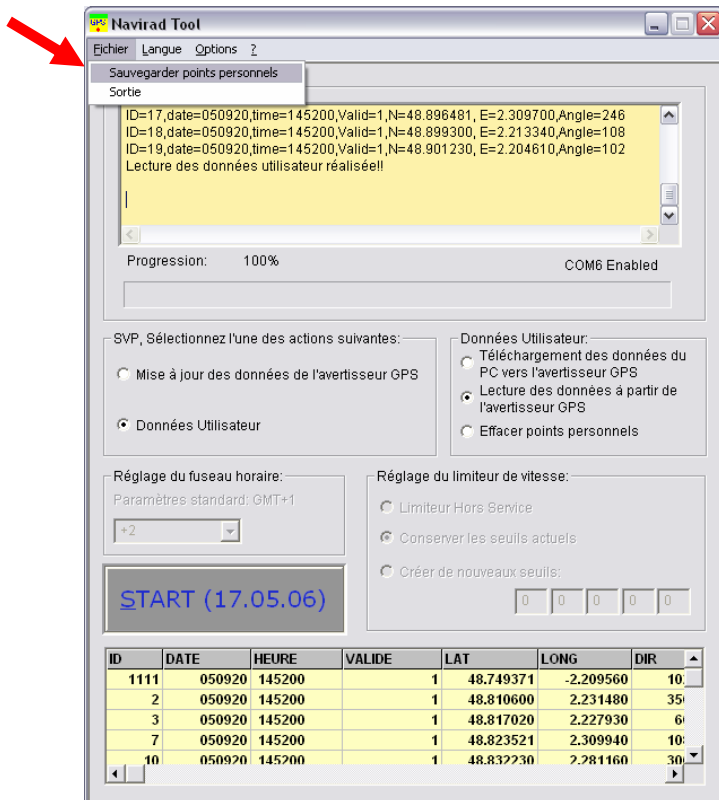 GPS Navirad Tool
Fichier Langue Options ?
Sauvegarder points personnels
Sortie
ID=17,date=050920,time=145200,Valid=1,N=48.896481, E=2.309700,Angle=246
ID=18,date=050920,time=145200,Valid=1,N=48.899300, E=2.213340,Angle=108
ID=19,date=050920,time=145200,Valid=1,N=48.901230, E=2.204610,Angle=102
Lecture des données utilisateur réalisée!!
Progression: 100%
COM6 Enabled
SVP, Sélectionnez l'une des actions suivantes:
Mise à jour des données de l'avertisseur GPS
Données Utilisateur
Données Utilisateur:
Téléchargement des données du
PC vers l'avertisseur GPS
Lecture des données á partir de
l'avertisseur GPS
Effacer points personnels
Réglage du fuseau horaire:
Paramètres standard: GMT+1
+2
Réglage du limiteur de vitesse:
Limiteur Hors Service
Conserver les seuils actuels
Créer de nouveaux seuils:
0 0 0 0 0
START (17.05.06)
ID DATE HEURE VALIDE LAT LONG DIR
1111 050920 145200 1 48.749371 -2.209560 10
2 050920 145200 1 48.810600 2.231480 35
3 050920 145200 1 48.817020 2.227930 6
7 050920 145200 1 48.823521 2.309940 10
10 050920 145200 1 48.832230 2.281160 30